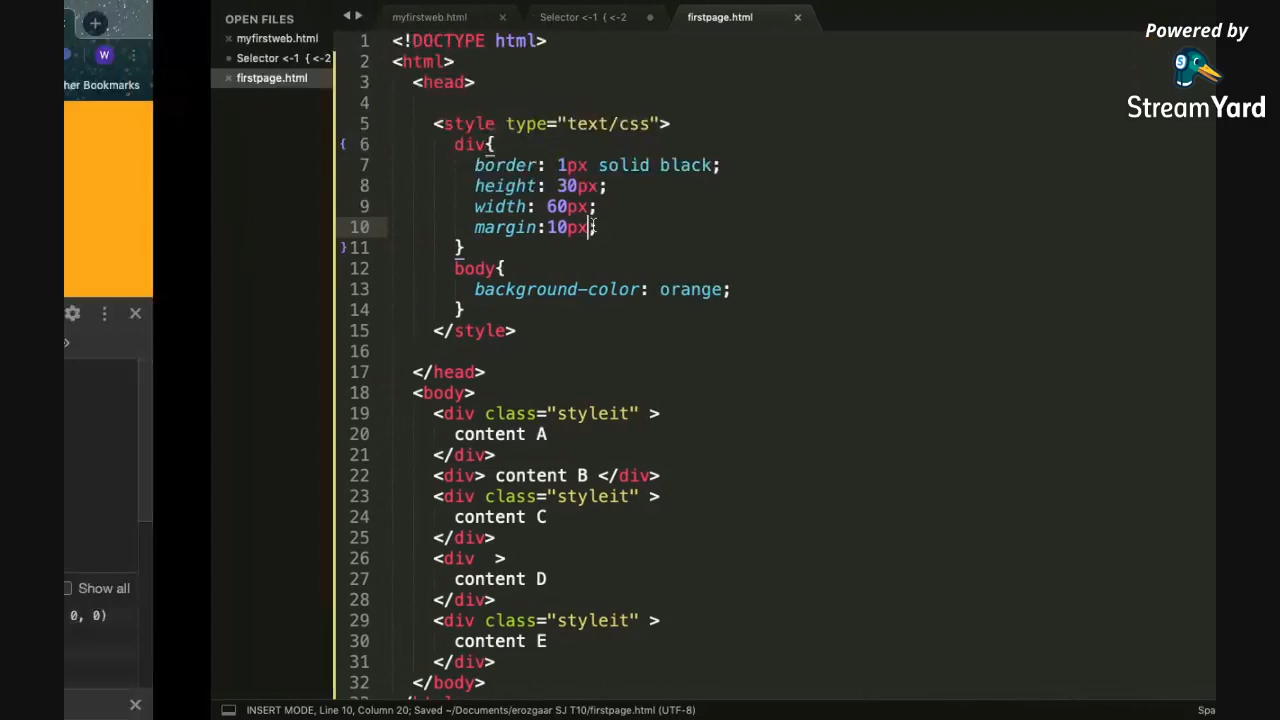 OPEN FILES
myfirstweb.html
Selector <-1 { <-2
firstpage.html
myfirstweb.html
Selector <-1 { <-2
firstpage.html
Powered by
StreamYard
W
her Bookmarks
Show all
0, 0)
1 <!DOCTYPE html>
2 <html>
3 <head>
4
5 <style type="text/css">
6 div{
7 border: 1px solid black;
8 height: 30px;
9 width: 60px;
10 margin:10px;
11 }
12 body{
13 background-color: orange;
14 }
15 </style>
16
17 </head>
18 <body>
19 <div class="styleit" >
20 content A
21 </div>
22 <div> content B </div>
23 <div class="styleit" >
24 content C
25 </div>
26 <div >
27 content D
28 </div>
29 <div class="styleit" >
30 content E
31 </div>
32 </body>
INSERT MODE, Line 10, Column 20; Saved ~/Documents/erozgaar SJ T10/firstpage.html (UTF-8)
Spa